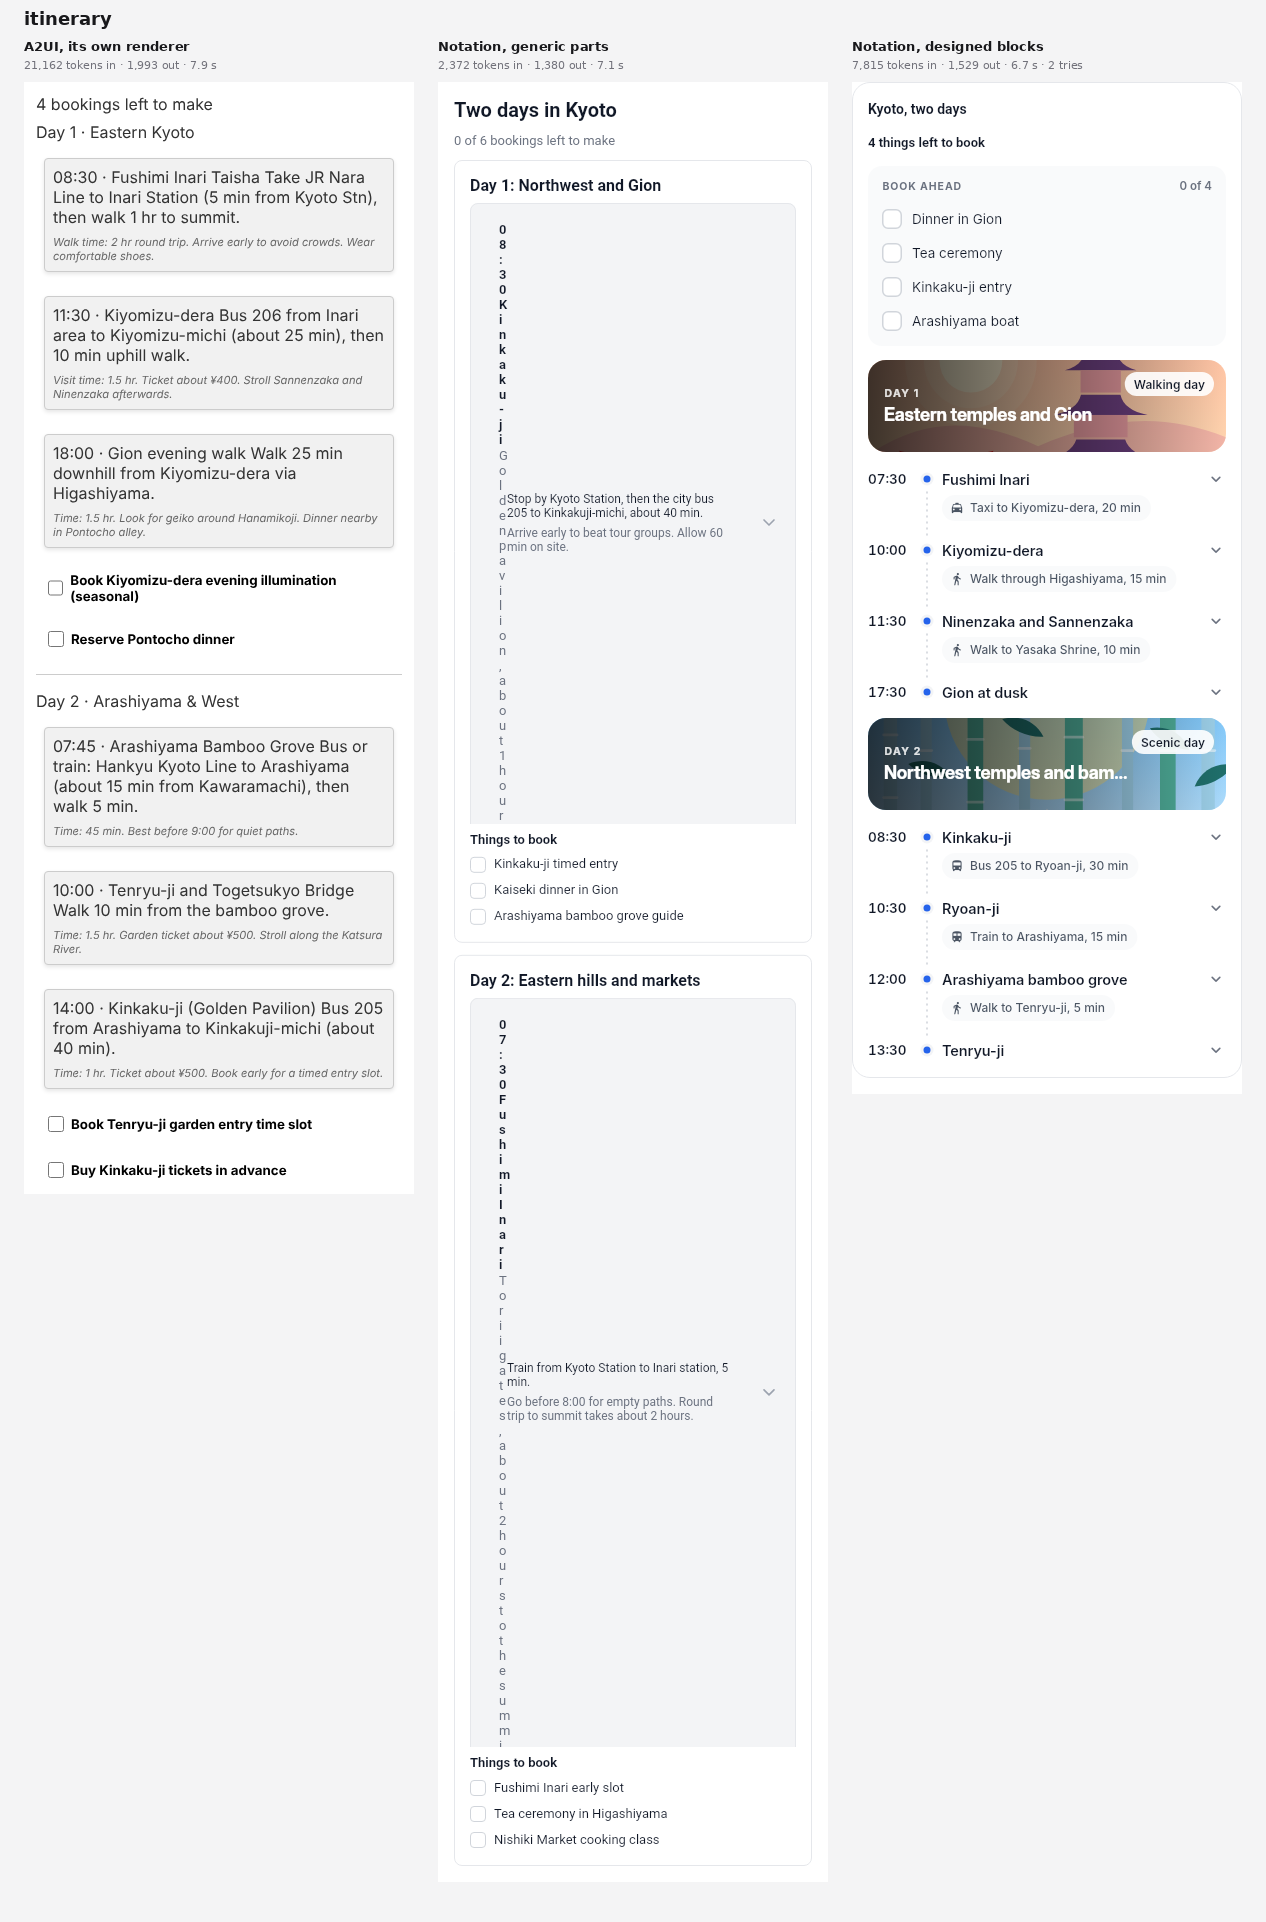 itinerary
A2UI, its own renderer
21,162 tokens in · 1,993 out · 7.9 s
4 bookings left to make
Day 1 · Eastern Kyoto
08:30 · Fushimi Inari Taisha Take JR Nara
Line to Inari Station (5 min from Kyoto Stn),
then walk 1 hr to summit.
Walk time: 2 hr round trip. Arrive early to avoid crowds. Wear
comfortable shoes.
11:30 · Kiyomizu-dera Bus 206 from Inari
area to Kiyomizu-michi (about 25 min), then
10 min uphill walk.
Visit time: 1.5 hr. Ticket about ¥400. Stroll Sannenzaka and
Ninenzaka afterwards.
18:00 · Gion evening walk Walk 25 min
downhill from Kiyomizu-dera via
Higashiyama.
Time: 1.5 hr. Look for geiko around Hanamikoji. Dinner nearby
in Pontocho alley.
Book Kiyomizu-dera evening illumination
(seasonal)
Reserve Pontocho dinner
Day 2 · Arashiyama & West
07:45 · Arashiyama Bamboo Grove Bus or
train: Hankyu Kyoto Line to Arashiyama
(about 15 min from Kawaramachi), then
walk 5 min.
Time: 45 min. Best before 9:00 for quiet paths.
10:00 · Tenryu-ji and Togetsukyo Bridge
Walk 10 min from the bamboo grove.
Time: 1.5 hr. Garden ticket about ¥500. Stroll along the Katsura
River.
14:00 · Kinkaku-ji (Golden Pavilion) Bus 205
from Arashiyama to Kinkakuji-michi (about
40 min).
Time: 1 hr. Ticket about ¥500. Book early for a timed entry slot.
Book Tenryu-ji garden entry time slot
Buy Kinkaku-ji tickets in advance
Notation, generic parts
2,372 tokens in · 1,380 out · 7.1 s
Two days in Kyoto
0 of 6 bookings left to make
Day 1: Northwest and Gion
08:30
Kinkaku-ji
Golden pavilion, about 1 hour
Stop by Kyoto Station, then the city bus
205 to Kinkakuji-michi, about 40 min.
Arrive early to beat tour groups. Allow 60
min on site.
Things to book
Kinkaku-ji timed entry
Kaiseki dinner in Gion
Arashiyama bamboo grove guide
Day 2: Eastern hills and markets
07:30
Fushimi Inari
Torii gates, about 2 hours to the summi
Train from Kyoto Station to Inari station, 5
min.
Go before 8:00 for empty paths. Round
trip to summit takes about 2 hours.
Things to book
Fushimi Inari early slot
Tea ceremony in Higashiyama
Nishiki Market cooking class
Notation, designed blocks
7,815 tokens in · 1,529 out · 6.7 s · 2 tries
Kyoto, two days
4 things left to book
BOOK AHEAD 0 of 4
Dinner in Gion
Tea ceremony
Kinkaku-ji entry
Arashiyama boat
Walking day
DAY 1
Eastern temples and Gion
07:30 Fushimi Inari
Taxi to Kiyomizu-dera, 20 min
10:00 Kiyomizu-dera
Walk through Higashiyama, 15 min
11:30 Ninenzaka and Sannenzaka
Walk to Yasaka Shrine, 10 min
17:30 Gion at dusk
Scenic day
DAY 2
Northwest temples and bam...
08:30 Kinkaku-ji
Bus 205 to Ryoan-ji, 30 min
10:30 Ryoan-ji
Train to Arashiyama, 15 min
12:00 Arashiyama bamboo grove
Walk to Tenryu-ji, 5 min
13:30 Tenryu-ji